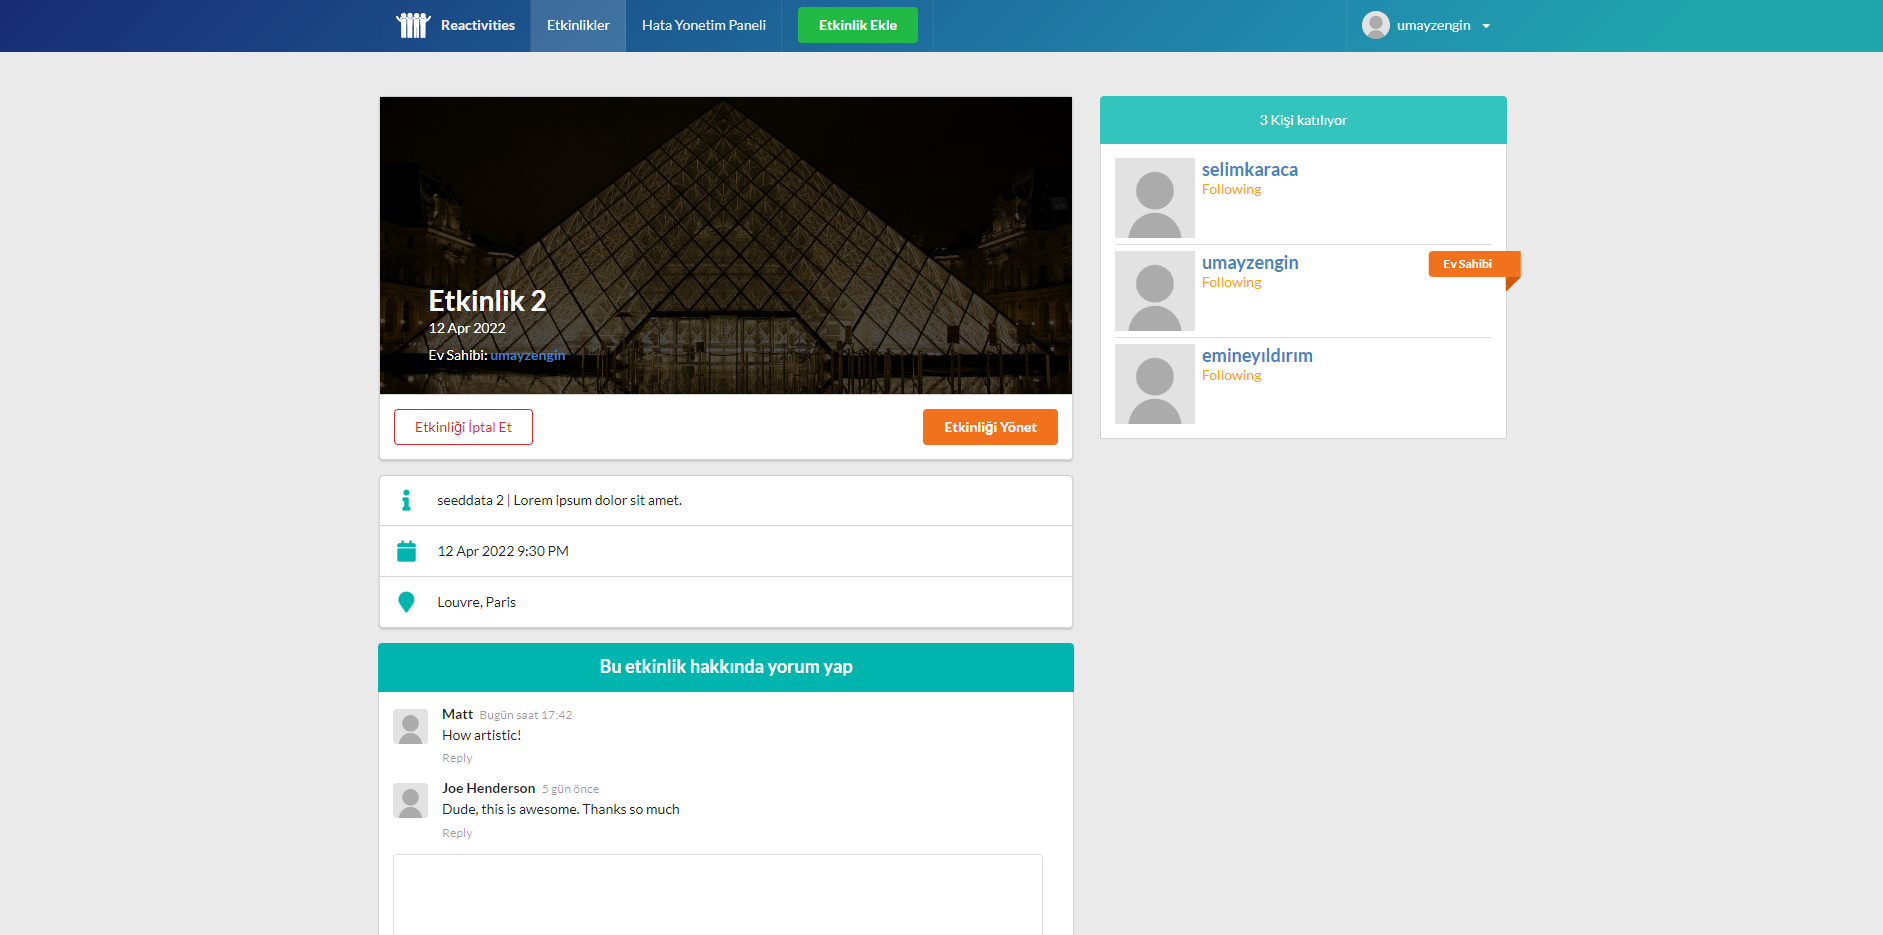 Reactivities
Etkinlikler
Hata Yonetim Paneli
Etkinlik Ekle
umayzengin
Etkinlik 2
12 Apr 2022
Ev Sahibi: umayzengin
Etkinliği İptal Et
Etkinliği Yönet
seeddata 2 | Lorem ipsum dolor sit amet.
12 Apr 2022 9:30 PM
Louvre, Paris
Bu etkinlik hakkında yorum yap
Matt Bugün saat 17:42
How artistic!
Reply
Joe Henderson 5 gün önce
Dude, this is awesome. Thanks so much
Reply
3 Kişi katılıyor
selimkaraca
Following
umayzengin
Ev Sahibi
Following
emineyıldırım
Following